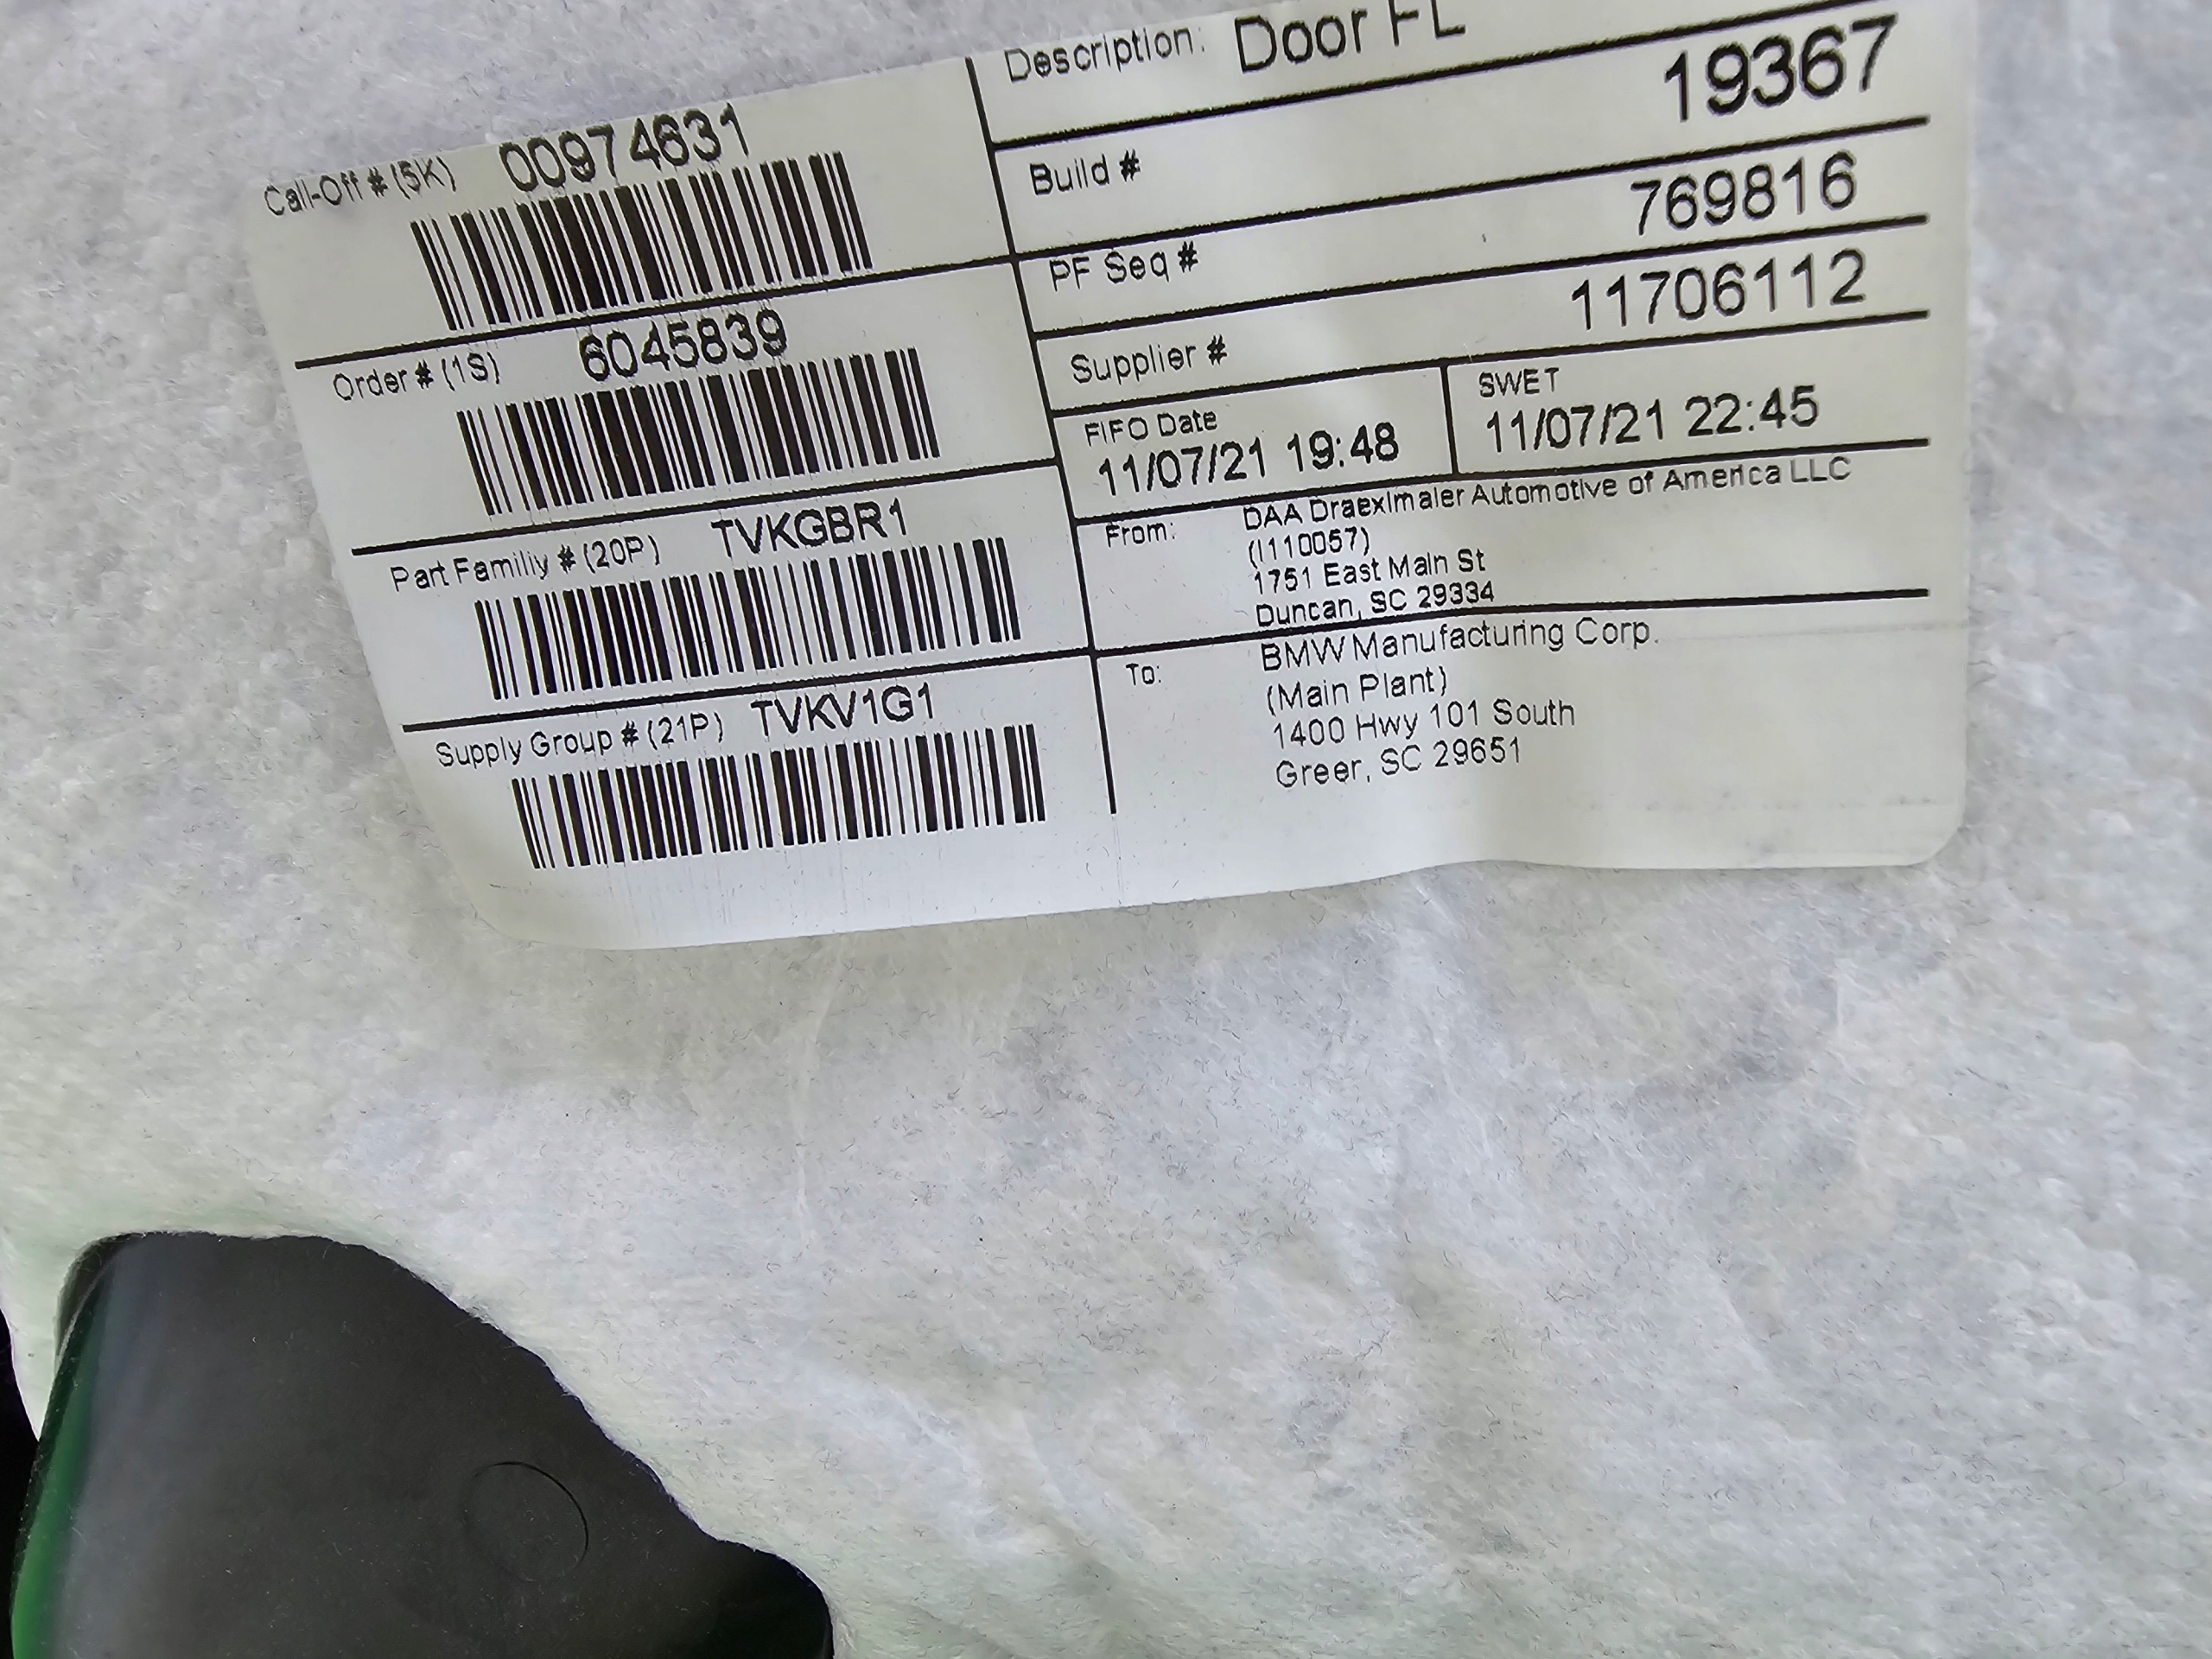 Description: Door FL
Call-Off # (5K) 00974631
Build # 19367
PF Seq # 769816
Order # (1S) 6045839
Supplier # 11706112
FIFO Date
11/07/21 19:48
SWET
11/07/21 22:45
Part Familiy # (20P) TVKGBR1
From: DAA Draexlmaier Automotive of America LLC
(I110057)
1751 East Main St
Duncan, SC 29334
Supply Group # (21P) TVKV1G1
To: BMW Manufacturing Corp.
(Main Plant)
1400 Hwy 101 South
Greer, SC 29651